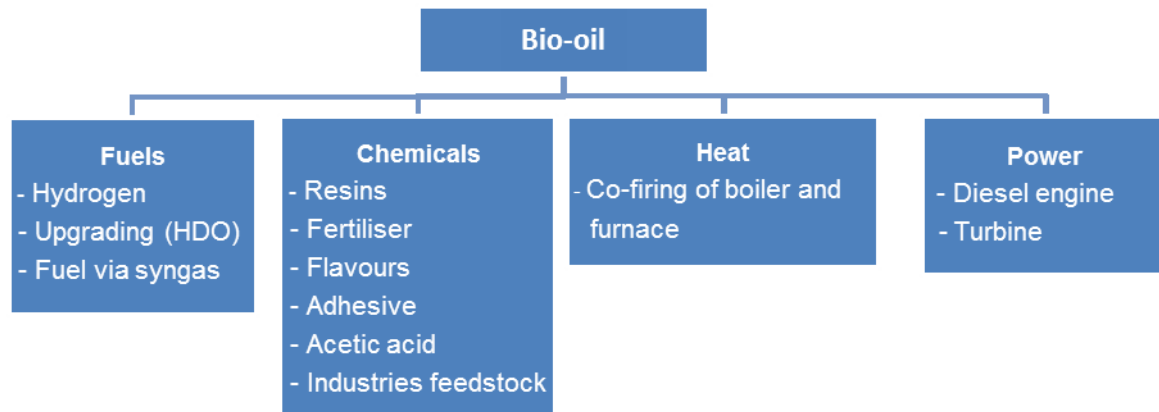 Bio-oil
Fuels
- Hydrogen
- Upgrading (HDO)
- Fuel via syngas
Chemicals
- Resins
- Fertiliser
- Flavours
- Adhesive
- Acetic acid
- Industries feedstock
Heat
- Co-firing of boiler and
furnace
Power
- Diesel engine
- Turbine